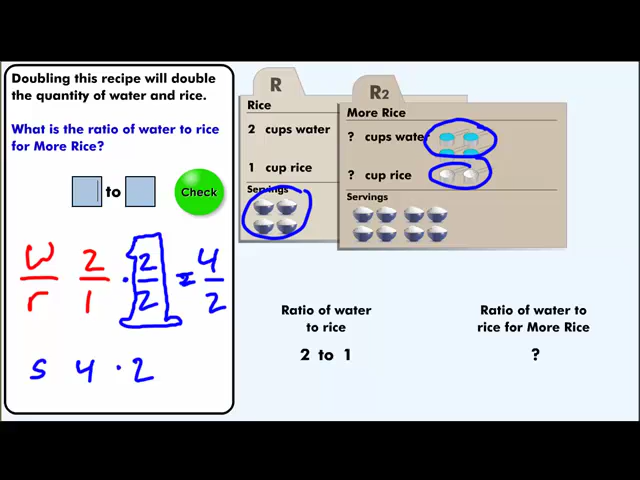 Doubling this recipe will double
the quantity of water and rice.
What is the ratio of water to rice
for More Rice?
to
Check
W/r 2/1 · 2/2 = 4/2
S 4 · 2
R
Rice
2 cups water
1 cup rice
Servings
R2
More Rice
? cups water
? cup rice
Servings
Ratio of water
to rice
2 to 1
Ratio of water to
rice for More Rice
?